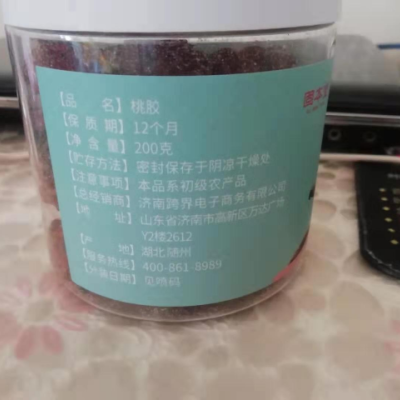 【品 名】桃胶
【保 质 期】12个月
【净 含 量】200克
【贮存方法】密封保存于阴凉干燥处
【注意事项】本品系初级农产品
【总经销商】济南跨界电子商务有限公司
【地 址】山东省济南市高新区万达广场
Y2楼2612
【产 地】湖北随州
【服务热线】400-861-8989
【分装日期】见喷码